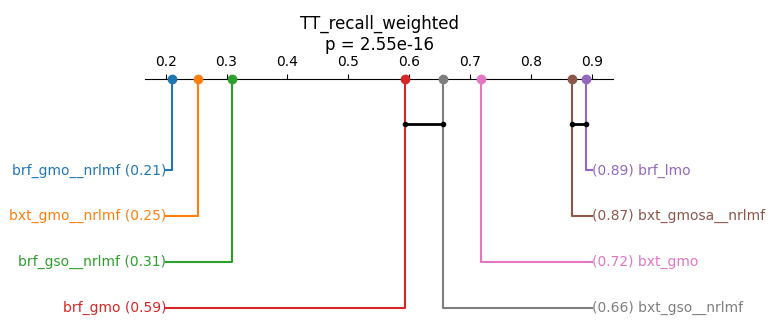 TT_recall_weighted
p = 2.55e-16
0.2 0.3 0.4 0.5 0.6 0.7 0.8 0.9
brf_gmo__nrlmf (0.21) (0.89) brf_lmo
bxt_gmo__nrlmf (0.25) (0.87) bxt_gmosa__nrlmf
brf_gso__nrlmf (0.31) (0.72) bxt_gmo
brf_gmo (0.59) (0.66) bxt_gso__nrlmf